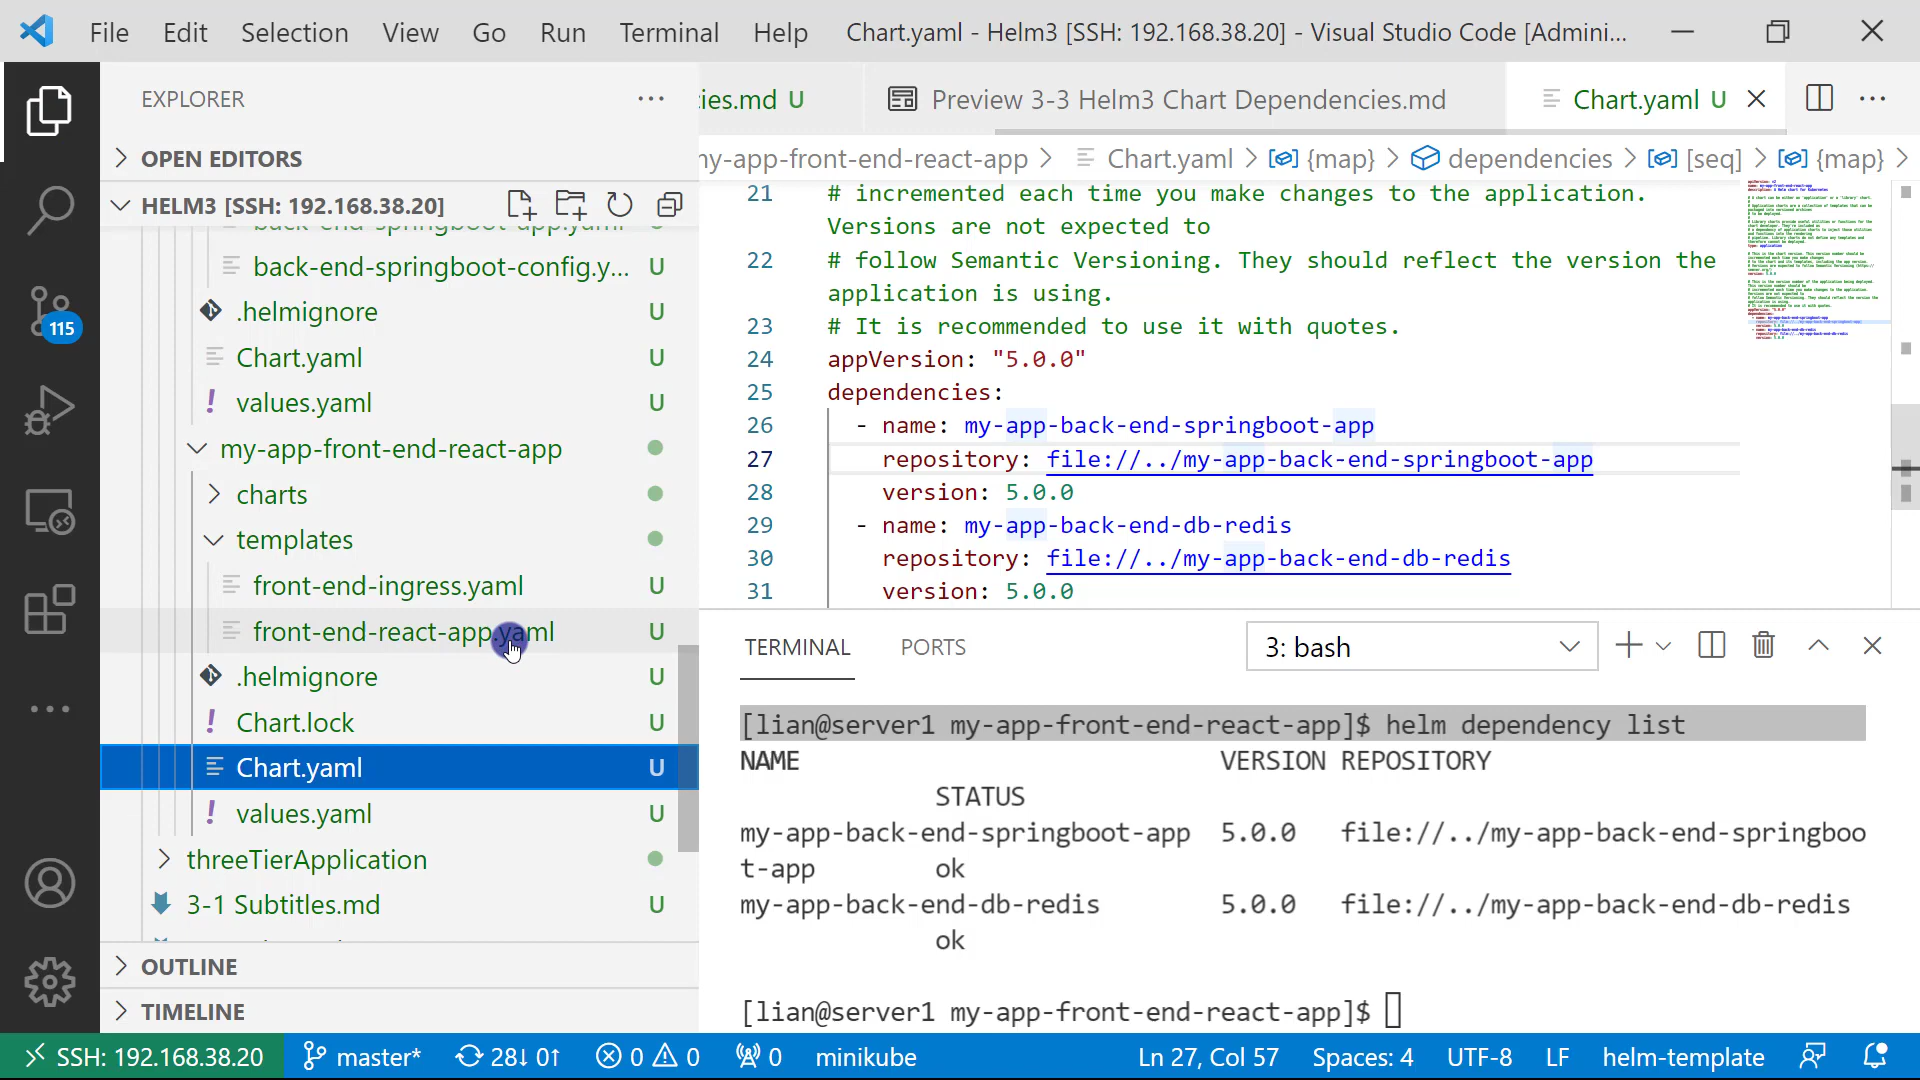 File Edit Selection View Go Run Terminal Help Chart.yaml - Helm3 [SSH: 192.168.38.20] - Visual Studio Code [Admini...
EXPLORER
OPEN EDITORS
HELM3 [SSH: 192.168.38.20]
back-end-springboot-app.yaml
back-end-springboot-config.y... U
.helmignore U
Chart.yaml U
values.yaml U
my-app-front-end-react-app
charts
templates
front-end-ingress.yaml U
front-end-react-app.yaml U
.helmignore U
Chart.lock U
Chart.yaml U
values.yaml U
threeTierApplication
3-1 Subtitles.md U
OUTLINE
TIMELINE
115
ies.md U Preview 3-3 Helm3 Chart Dependencies.md Chart.yaml U
my-app-front-end-react-app > Chart.yaml > {map} > dependencies > [seq] > {map} >
21 # incremented each time you make changes to the application.
Versions are not expected to
22 # follow Semantic Versioning. They should reflect the version the
application is using.
23 # It is recommended to use it with quotes.
24 appVersion: "5.0.0"
25 dependencies:
26 - name: my-app-back-end-springboot-app
27 repository: file://../my-app-back-end-springboot-app
28 version: 5.0.0
29 - name: my-app-back-end-db-redis
30 repository: file://../my-app-back-end-db-redis
31 version: 5.0.0
TERMINAL PORTS 3: bash
[lian@server1 my-app-front-end-react-app]$ helm dependency list
NAME VERSION REPOSITORY
STATUS
my-app-back-end-springboot-app 5.0.0 file://../my-app-back-end-springboo
t-app ok
my-app-back-end-db-redis 5.0.0 file://../my-app-back-end-db-redis
ok
[lian@server1 my-app-front-end-react-app]$
SSH: 192.168.38.20 master* 28↓ 0↑ 0 0 0 minikube Ln 27, Col 57 Spaces: 4 UTF-8 LF helm-template